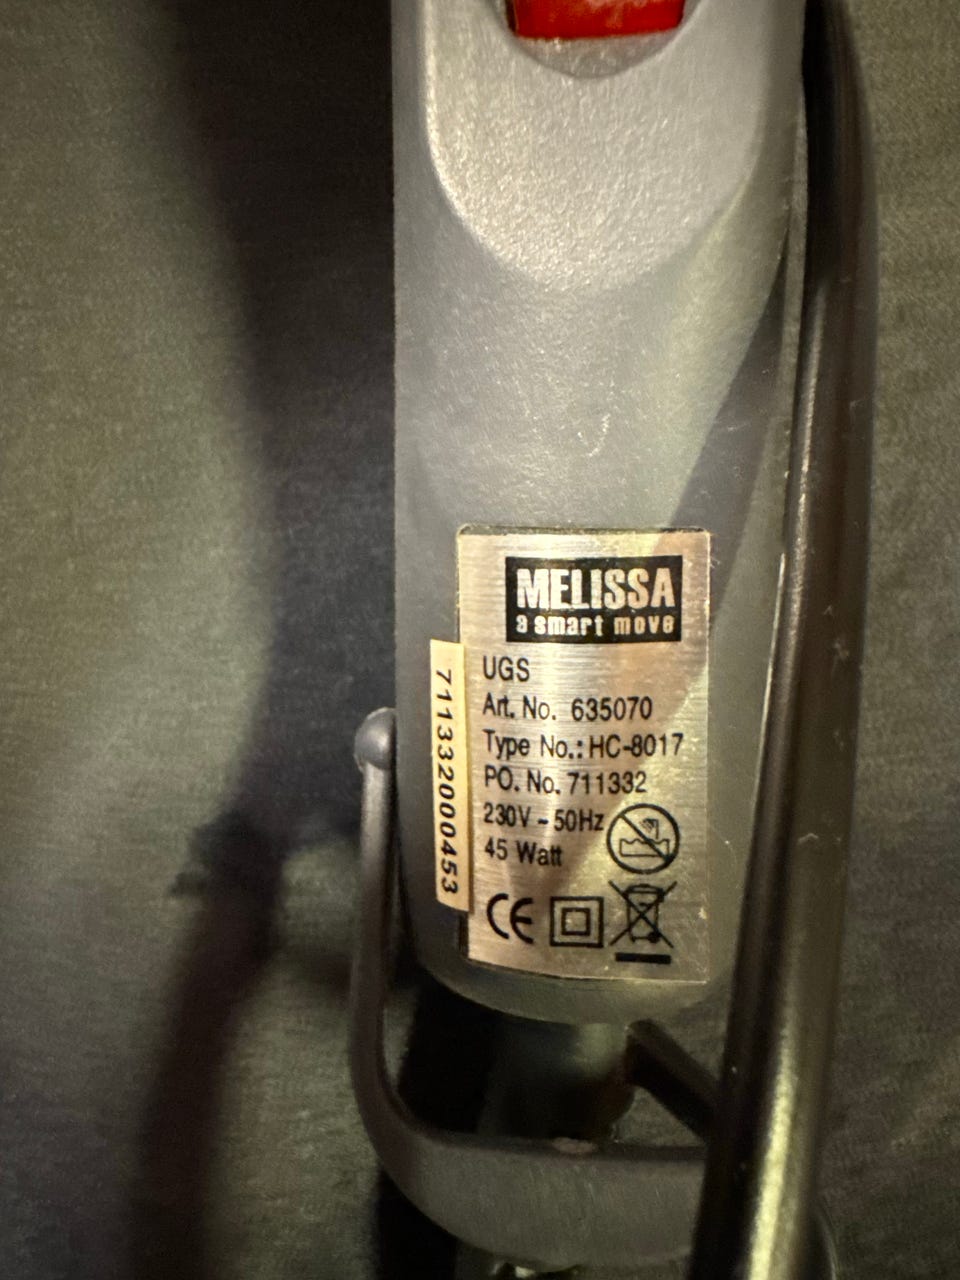 MELISSA
a smart move
UGS
Art. No. 635070
Type No.: HC-8017
PO. No. 711332
230V ~ 50Hz
45 Watt
CE
711332000453